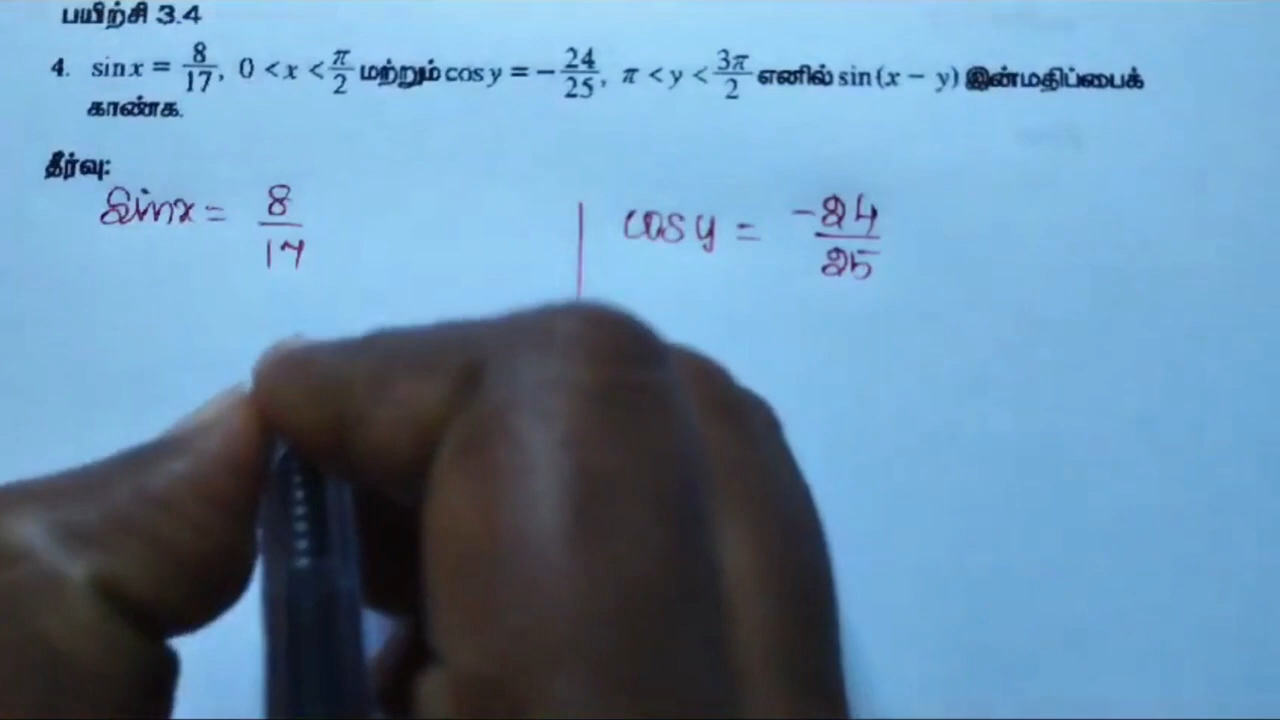 பயிற்சி 3.4
4. sin x = 8/17, 0 < x < π/2 மற்றும் cos y = −24/25, π < y < 3π/2 எனில் sin (x − y) இன்மதிப்பைக்
காண்க.
தீர்வு:
Sinx = 8/17
cos y = -24/25